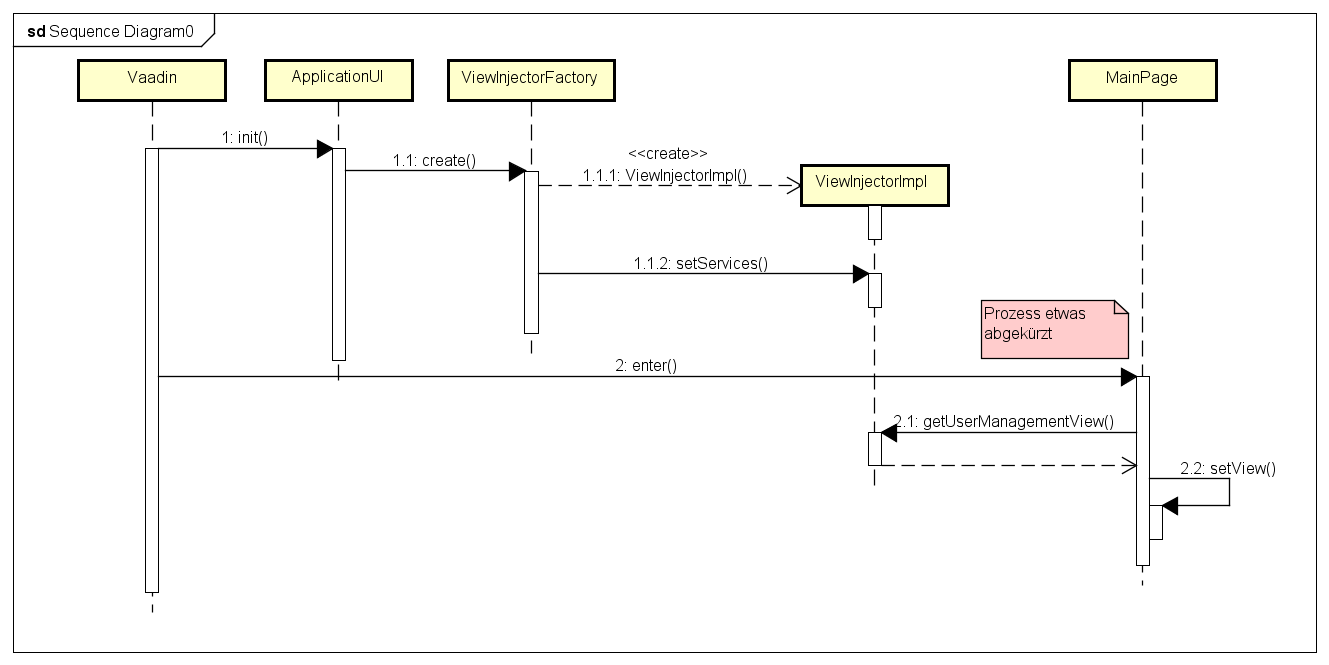 sd Sequence Diagram0
Vaadin
ApplicationUI
ViewInjectorFactory
MainPage
1: init()
1.1: create()
<<create>>
1.1.1: ViewInjectorImpl()
ViewInjectorImpl
1.1.2: setServices()
Prozess etwas
abgekürzt
2: enter()
2.1: getUserManagementView()
2.2: setView()